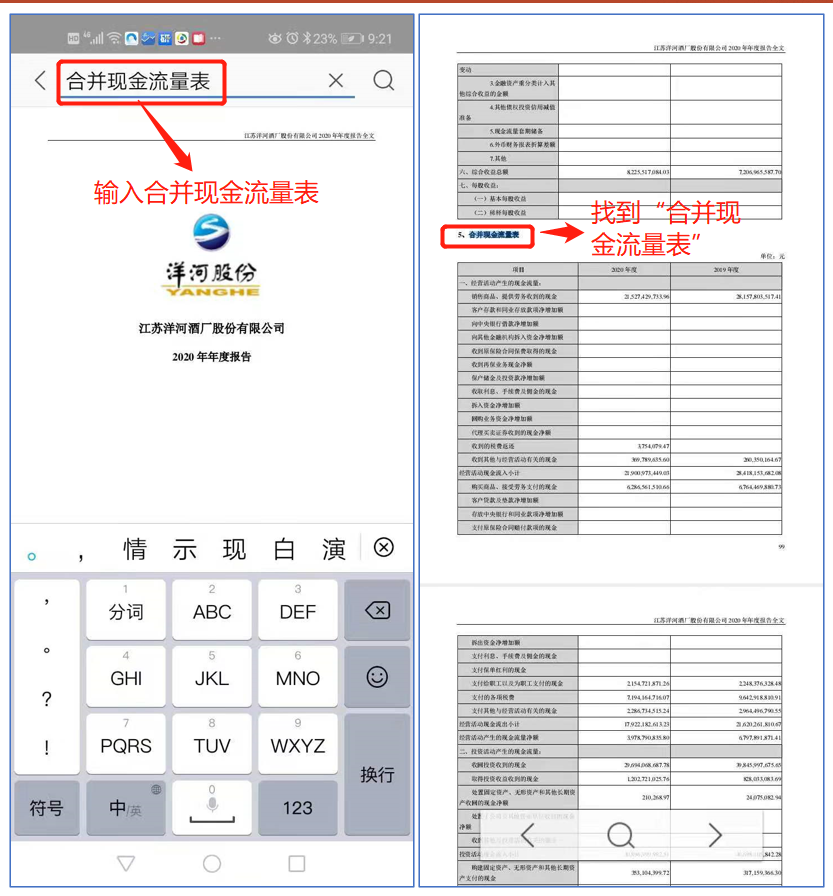 HD 4G 23% 9:21
合并现金流量表
江苏洋河酒厂股份有限公司2020年年度报告全文
输入合并现金流量表
洋河股份
YANGHE
江苏洋河酒厂股份有限公司
2020年年度报告
。 , 情 示 现 白 演
, 。 ? !
1 分词 2 ABC 3 DEF
4 GHI 5 JKL 6 MNO
7 PQRS 8 TUV 9 WXYZ
换行
符号 中/英 0 123
江苏洋河酒厂股份有限公司2020年年度报告全文
变动
3.金融资产重分类计入其
他综合收益的金额
4.其他债权投资信用减值
准备
5.现金流量套期储备
6.外币财务报表折算差额
7.其他
六、综合收益总额 8,225,517,084.03 7,206,965,587.70
七、每股收益:
(一)基本每股收益
(二)稀释每股收益
5、合并现金流量表
找到“合并现
金流量表”
单位:元
项目 2020年度 2019年度
一、经营活动产生的现金流量:
销售商品、提供劳务收到的现金 21,527,429,733.96 28,157,803,517.41
客户存款和同业存放款项净增加额
向中央银行借款净增加额
向其他金融机构拆入资金净增加额
收到原保险合同保费取得的现金
收到再保业务现金净额
保户储金及投资款净增加额
收取利息、手续费及佣金的现金
拆入资金净增加额
回购业务资金净增加额
代理买卖证券收到的现金净额
收到的税费返还 3,754,079.47
收到其他与经营活动有关的现金 369,789,635.60 260,350,164.67
经营活动现金流入小计 21,900,973,449.03 28,418,153,682.08
购买商品、接受劳务支付的现金 6,286,561,510.66 6,764,469,880.73
客户贷款及垫款净增加额
存放中央银行和同业款项净增加额
支付原保险合同赔付款项的现金
99
江苏洋河酒厂股份有限公司2020年年度报告全文
拆出资金净增加额
支付利息、手续费及佣金的现金
支付保单红利的现金
支付给职工以及为职工支付的现金 2,154,721,871.26 2,248,376,328.48
支付的各项税费 7,194,164,716.07 9,642,918,810.91
支付其他与经营活动有关的现金 2,286,734,515.24 2,964,496,790.55
经营活动现金流出小计 17,922,182,613.23 21,620,261,810.67
经营活动产生的现金流量净额 3,978,790,835.80 6,797,891,871.41
二、投资活动产生的现金流量:
收回投资收到的现金 29,694,068,687.78 39,845,997,675.65
取得投资收益收到的现金 1,202,721,025.76 828,033,083.69
处置固定资产、无形资产和其他长期资
产收回的现金净额 210,268.97 24,075,082.94
净额
购建固定资产、无形资产和其他长期资
产支付的现金 353,104,399.72 317,159,366.30